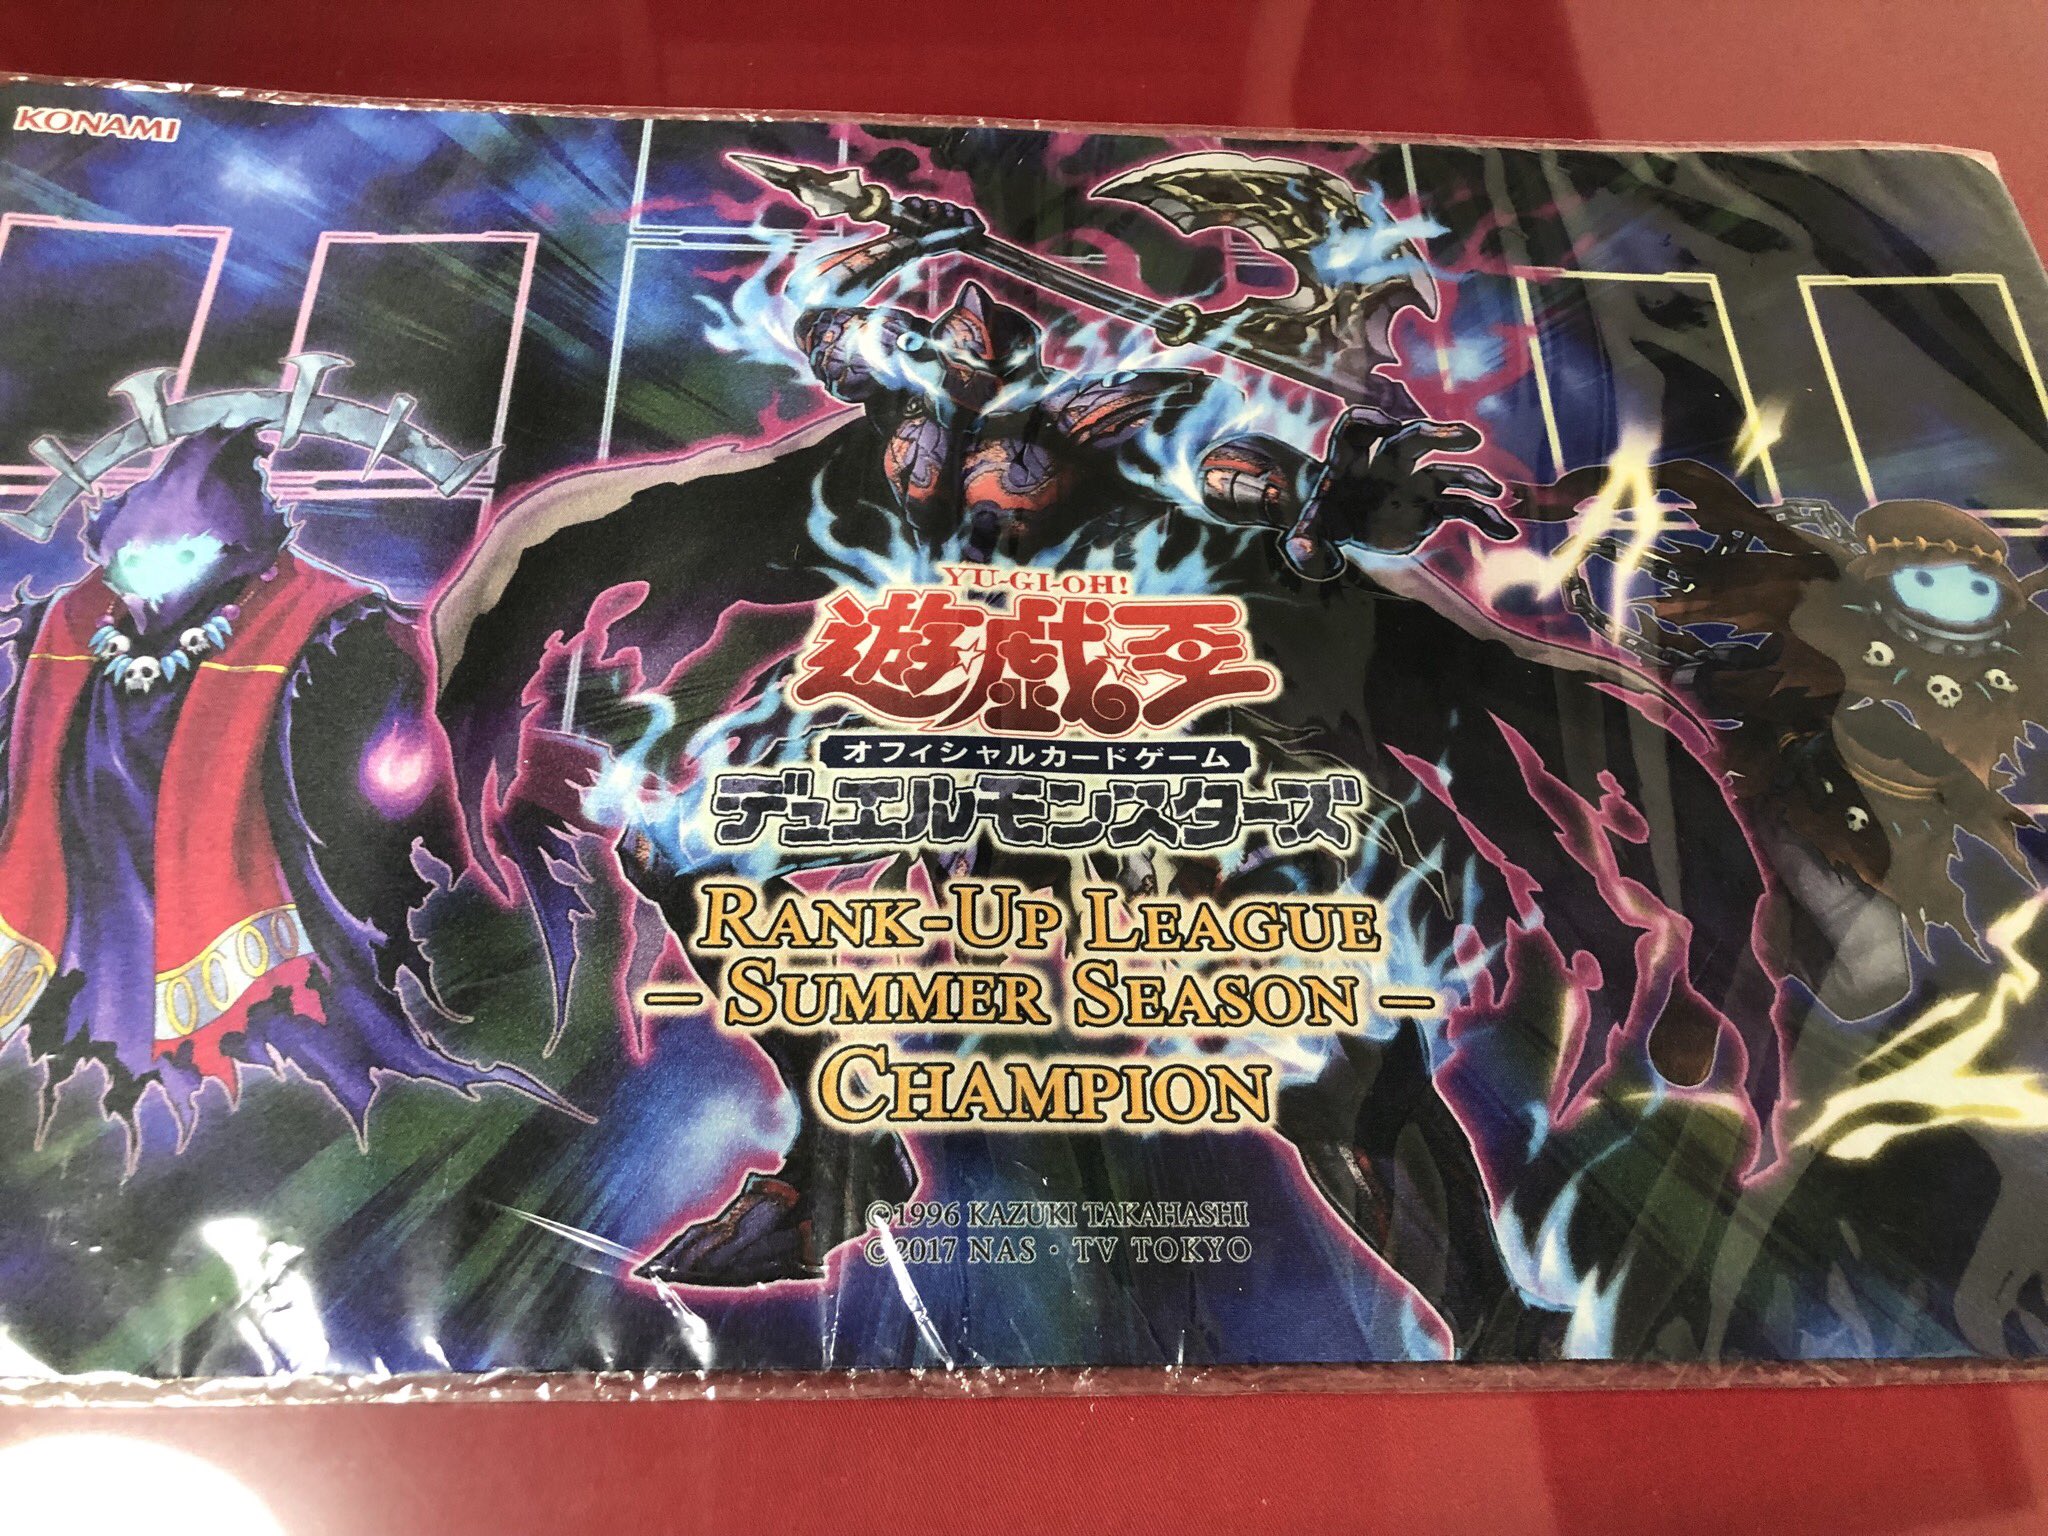 KONAMI
YU-GI-OH!
遊戯王
オフィシャルカードゲーム
デュエルモンスターズ
RANK-UP LEAGUE
– SUMMER SEASON –
CHAMPION
©1996 KAZUKI TAKAHASHI
©2017 NAS・TV TOKYO